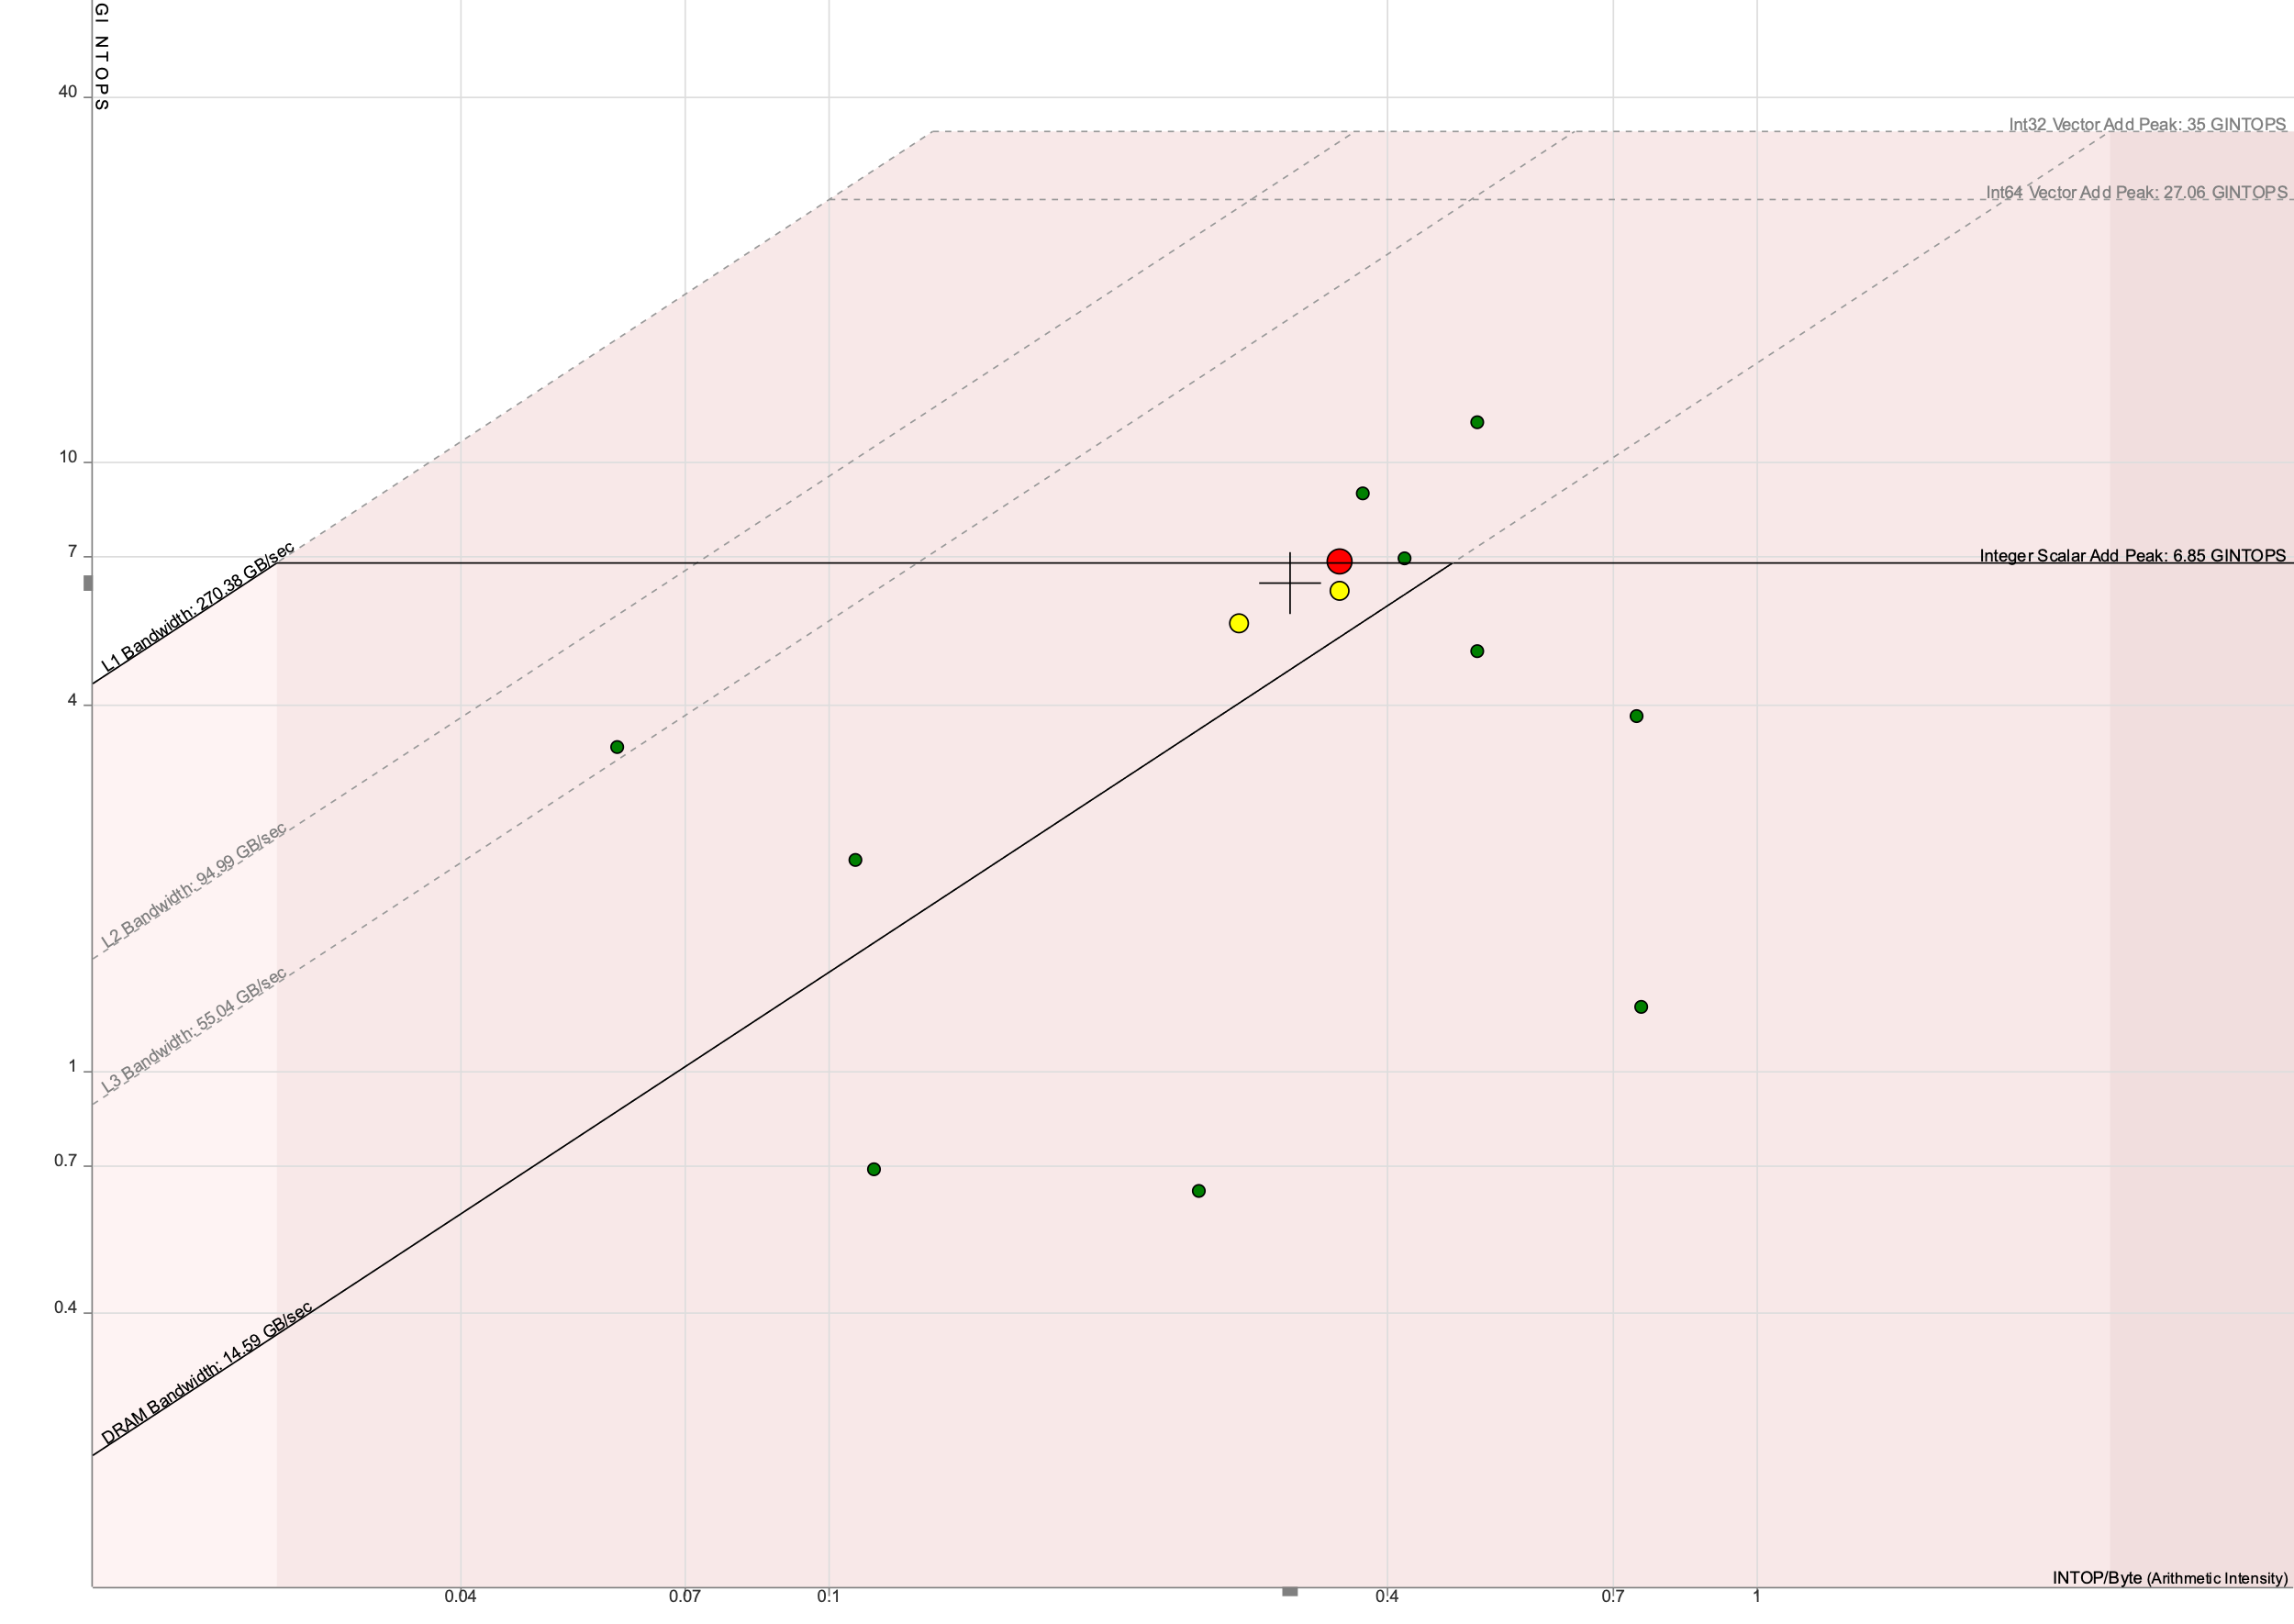 GINTOPS
40
Int32 Vector Add Peak: 35 GINTOPS
Int64 Vector Add Peak: 27.06 GINTOPS
10
7
Integer Scalar Add Peak: 6.85 GINTOPS
L1 Bandwidth: 270.38 GB/sec
4
L2 Bandwidth: 94.99 GB/sec
L3 Bandwidth: 55.04 GB/sec
1
0.7
0.4
DRAM Bandwidth: 14.59 GB/sec
INTOP/Byte (Arithmetic Intensity)
0.04 0.07 0.1 0.4 0.7 1